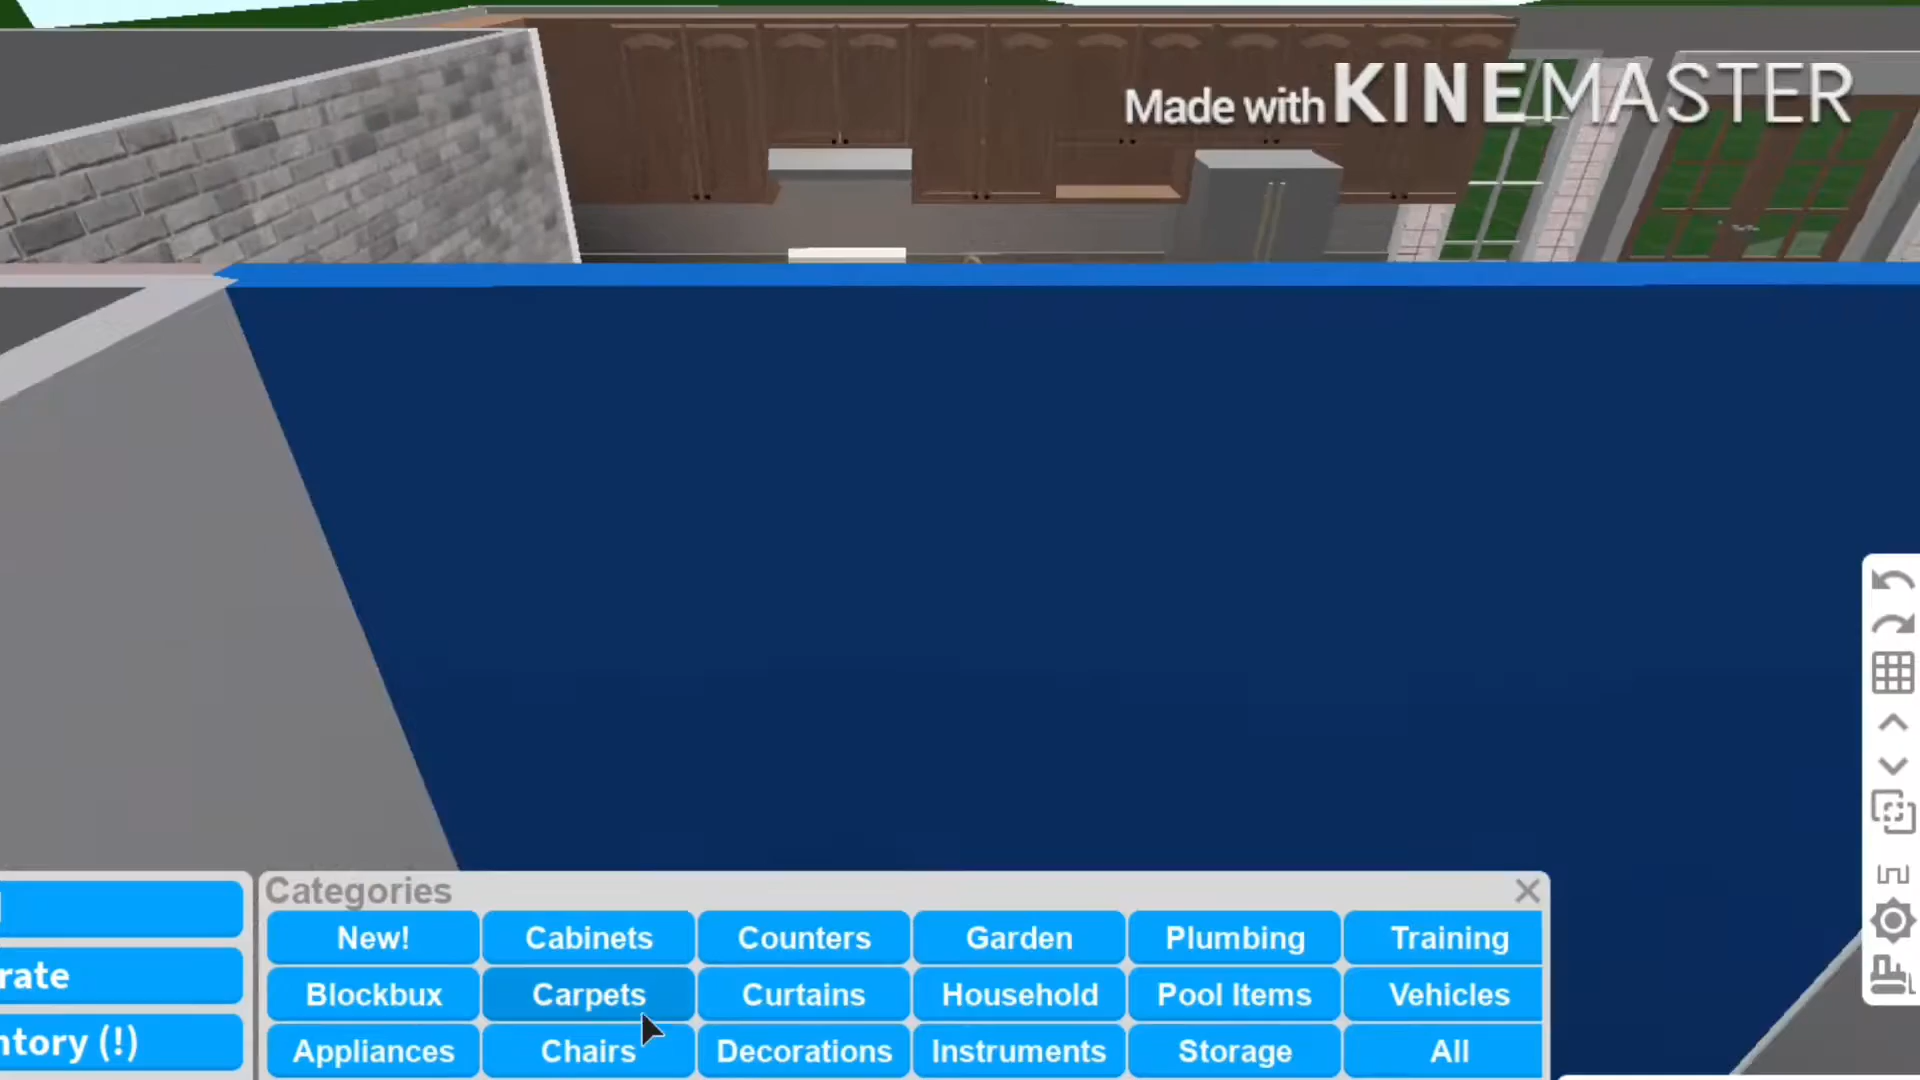 Made with KINEMASTER
Categories
New! Cabinets Counters Garden Plumbing Training
rate
Blockbux Carpets Curtains Household Pool Items Vehicles
ntory (!)
Appliances Chairs Decorations Instruments Storage All